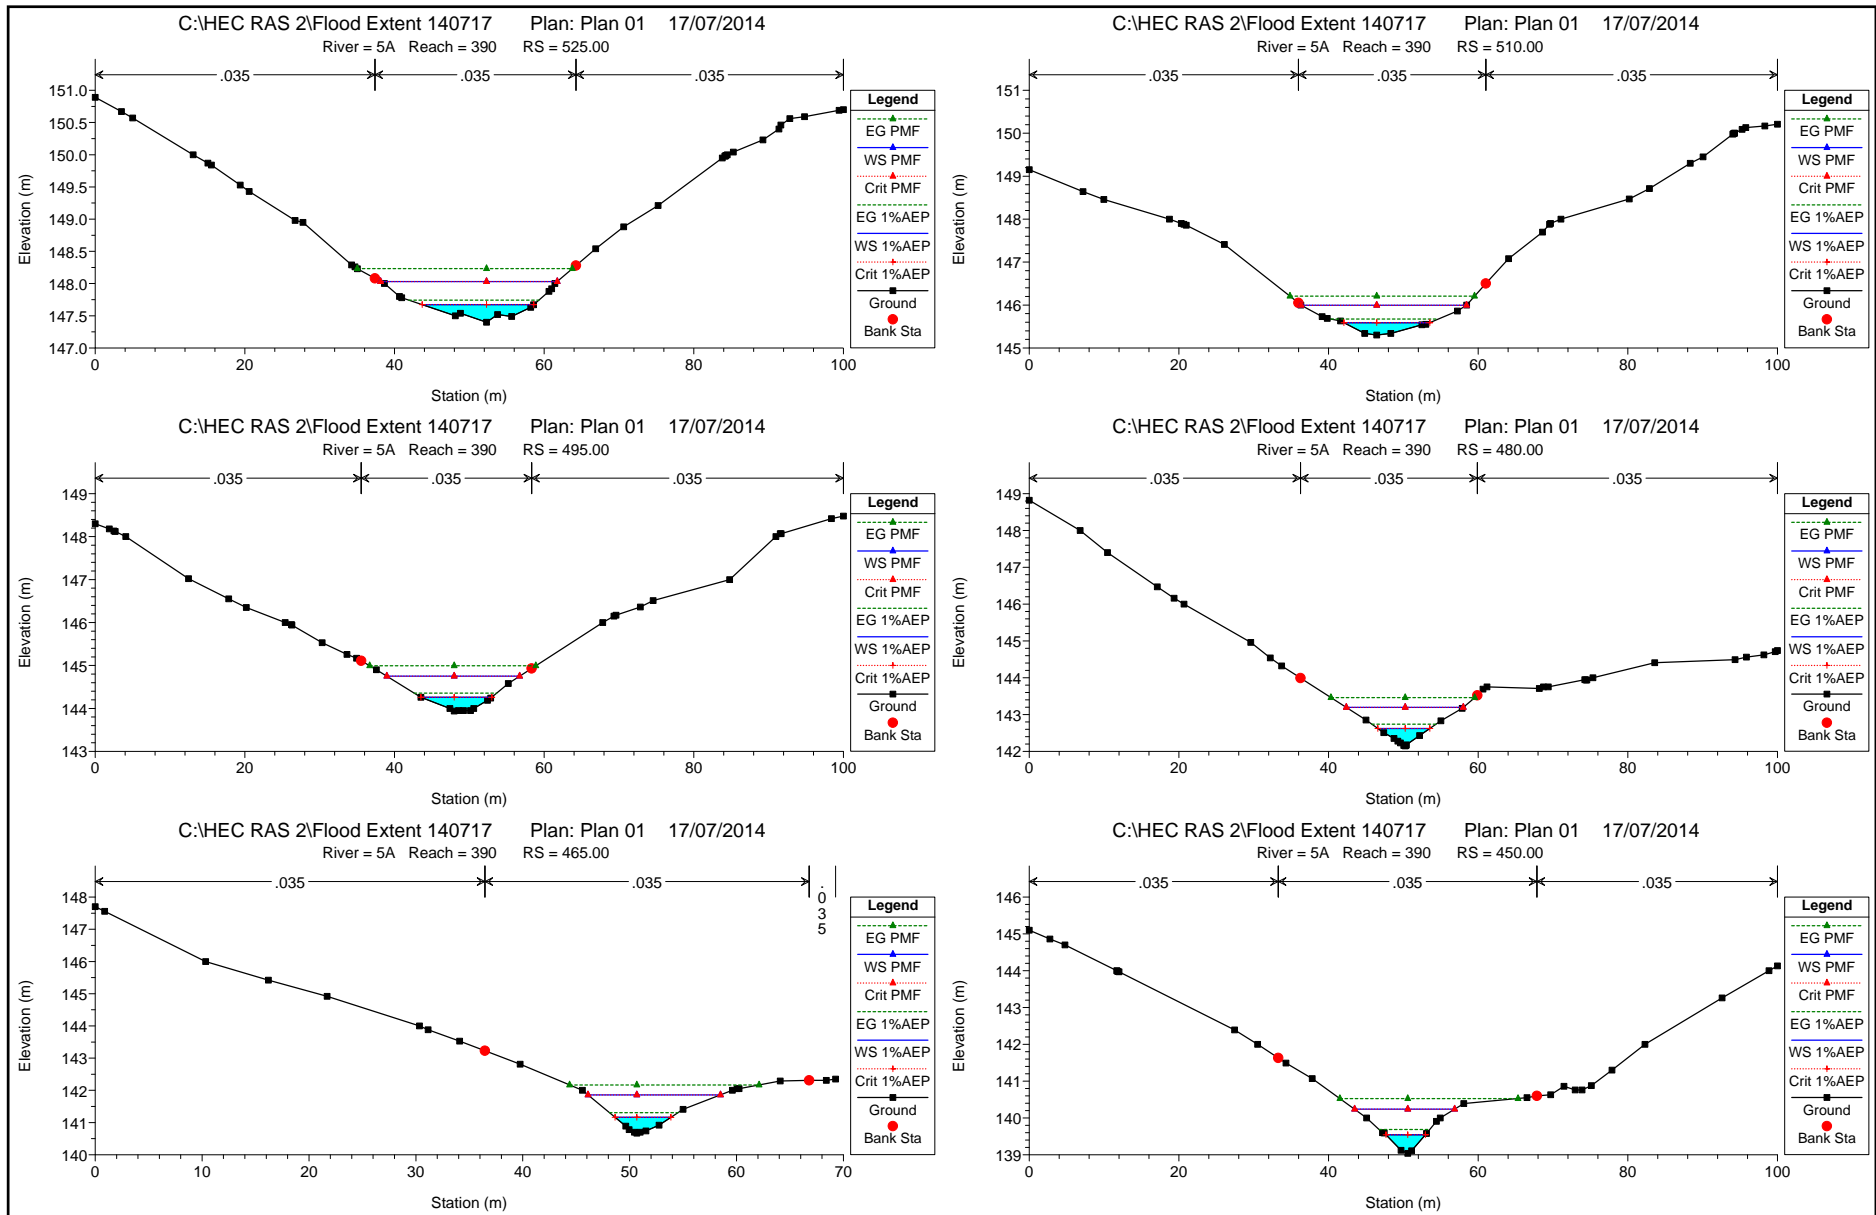 C:\HEC RAS 2\Flood Extent 140717 Plan: Plan 01 17/07/2014
River = 5A Reach = 390 RS = 525.00
.035 .035 .035
Elevation (m)
151.0
150.5
150.0
149.5
149.0
148.5
148.0
147.5
147.0
0 20 40 60 80 100
Station (m)
Legend
EG PMF
WS PMF
Crit PMF
EG 1%AEP
WS 1%AEP
Crit 1%AEP
Ground
Bank Sta
C:\HEC RAS 2\Flood Extent 140717 Plan: Plan 01 17/07/2014
River = 5A Reach = 390 RS = 510.00
.035 .035 .035
Elevation (m)
151
150
149
148
147
146
145
0 20 40 60 80 100
Station (m)
Legend
EG PMF
WS PMF
Crit PMF
EG 1%AEP
WS 1%AEP
Crit 1%AEP
Ground
Bank Sta
C:\HEC RAS 2\Flood Extent 140717 Plan: Plan 01 17/07/2014
River = 5A Reach = 390 RS = 495.00
.035 .035 .035
Elevation (m)
149
148
147
146
145
144
143
0 20 40 60 80 100
Station (m)
Legend
EG PMF
WS PMF
Crit PMF
EG 1%AEP
WS 1%AEP
Crit 1%AEP
Ground
Bank Sta
C:\HEC RAS 2\Flood Extent 140717 Plan: Plan 01 17/07/2014
River = 5A Reach = 390 RS = 480.00
.035 .035 .035
Elevation (m)
149
148
147
146
145
144
143
142
0 20 40 60 80 100
Station (m)
Legend
EG PMF
WS PMF
Crit PMF
EG 1%AEP
WS 1%AEP
Crit 1%AEP
Ground
Bank Sta
C:\HEC RAS 2\Flood Extent 140717 Plan: Plan 01 17/07/2014
River = 5A Reach = 390 RS = 465.00
.035 .035 .035
Elevation (m)
148
147
146
145
144
143
142
141
140
0 10 20 30 40 50 60 70
Station (m)
Legend
EG PMF
WS PMF
Crit PMF
EG 1%AEP
WS 1%AEP
Crit 1%AEP
Ground
Bank Sta
C:\HEC RAS 2\Flood Extent 140717 Plan: Plan 01 17/07/2014
River = 5A Reach = 390 RS = 450.00
.035 .035 .035
Elevation (m)
146
145
144
143
142
141
140
139
0 20 40 60 80 100
Station (m)
Legend
EG PMF
WS PMF
Crit PMF
EG 1%AEP
WS 1%AEP
Crit 1%AEP
Ground
Bank Sta